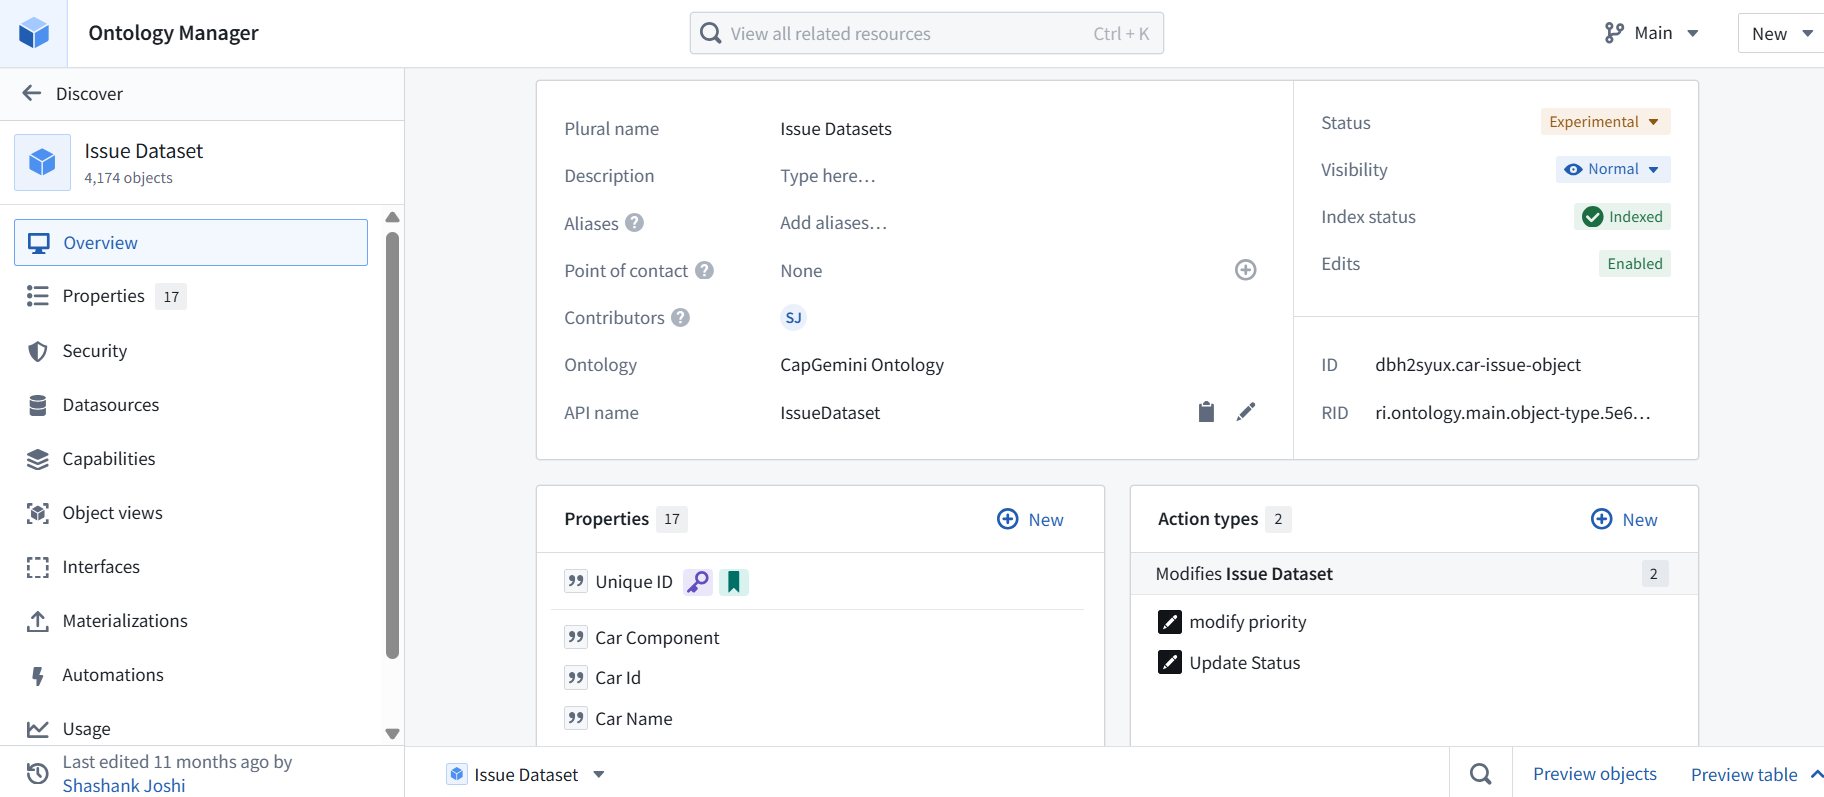 Ontology Manager
View all related resources Ctrl + K
Main
New
Discover
Issue Dataset
4,174 objects
Overview
Properties 17
Security
Datasources
Capabilities
Object views
Interfaces
Materializations
Automations
Usage
Last edited 11 months ago by
Shashank Joshi
Plural name Issue Datasets
Description Type here…
Aliases ? Add aliases…
Point of contact ? None
Contributors ? SJ
Ontology CapGemini Ontology
API name IssueDataset
Status Experimental
Visibility Normal
Index status Indexed
Edits Enabled
ID dbh2syux.car-issue-object
RID ri.ontology.main.object-type.5e6…
Properties 17 New
Unique ID
Car Component
Car Id
Car Name
Action types 2 New
Modifies Issue Dataset 2
modify priority
Update Status
Issue Dataset
Preview objects
Preview table